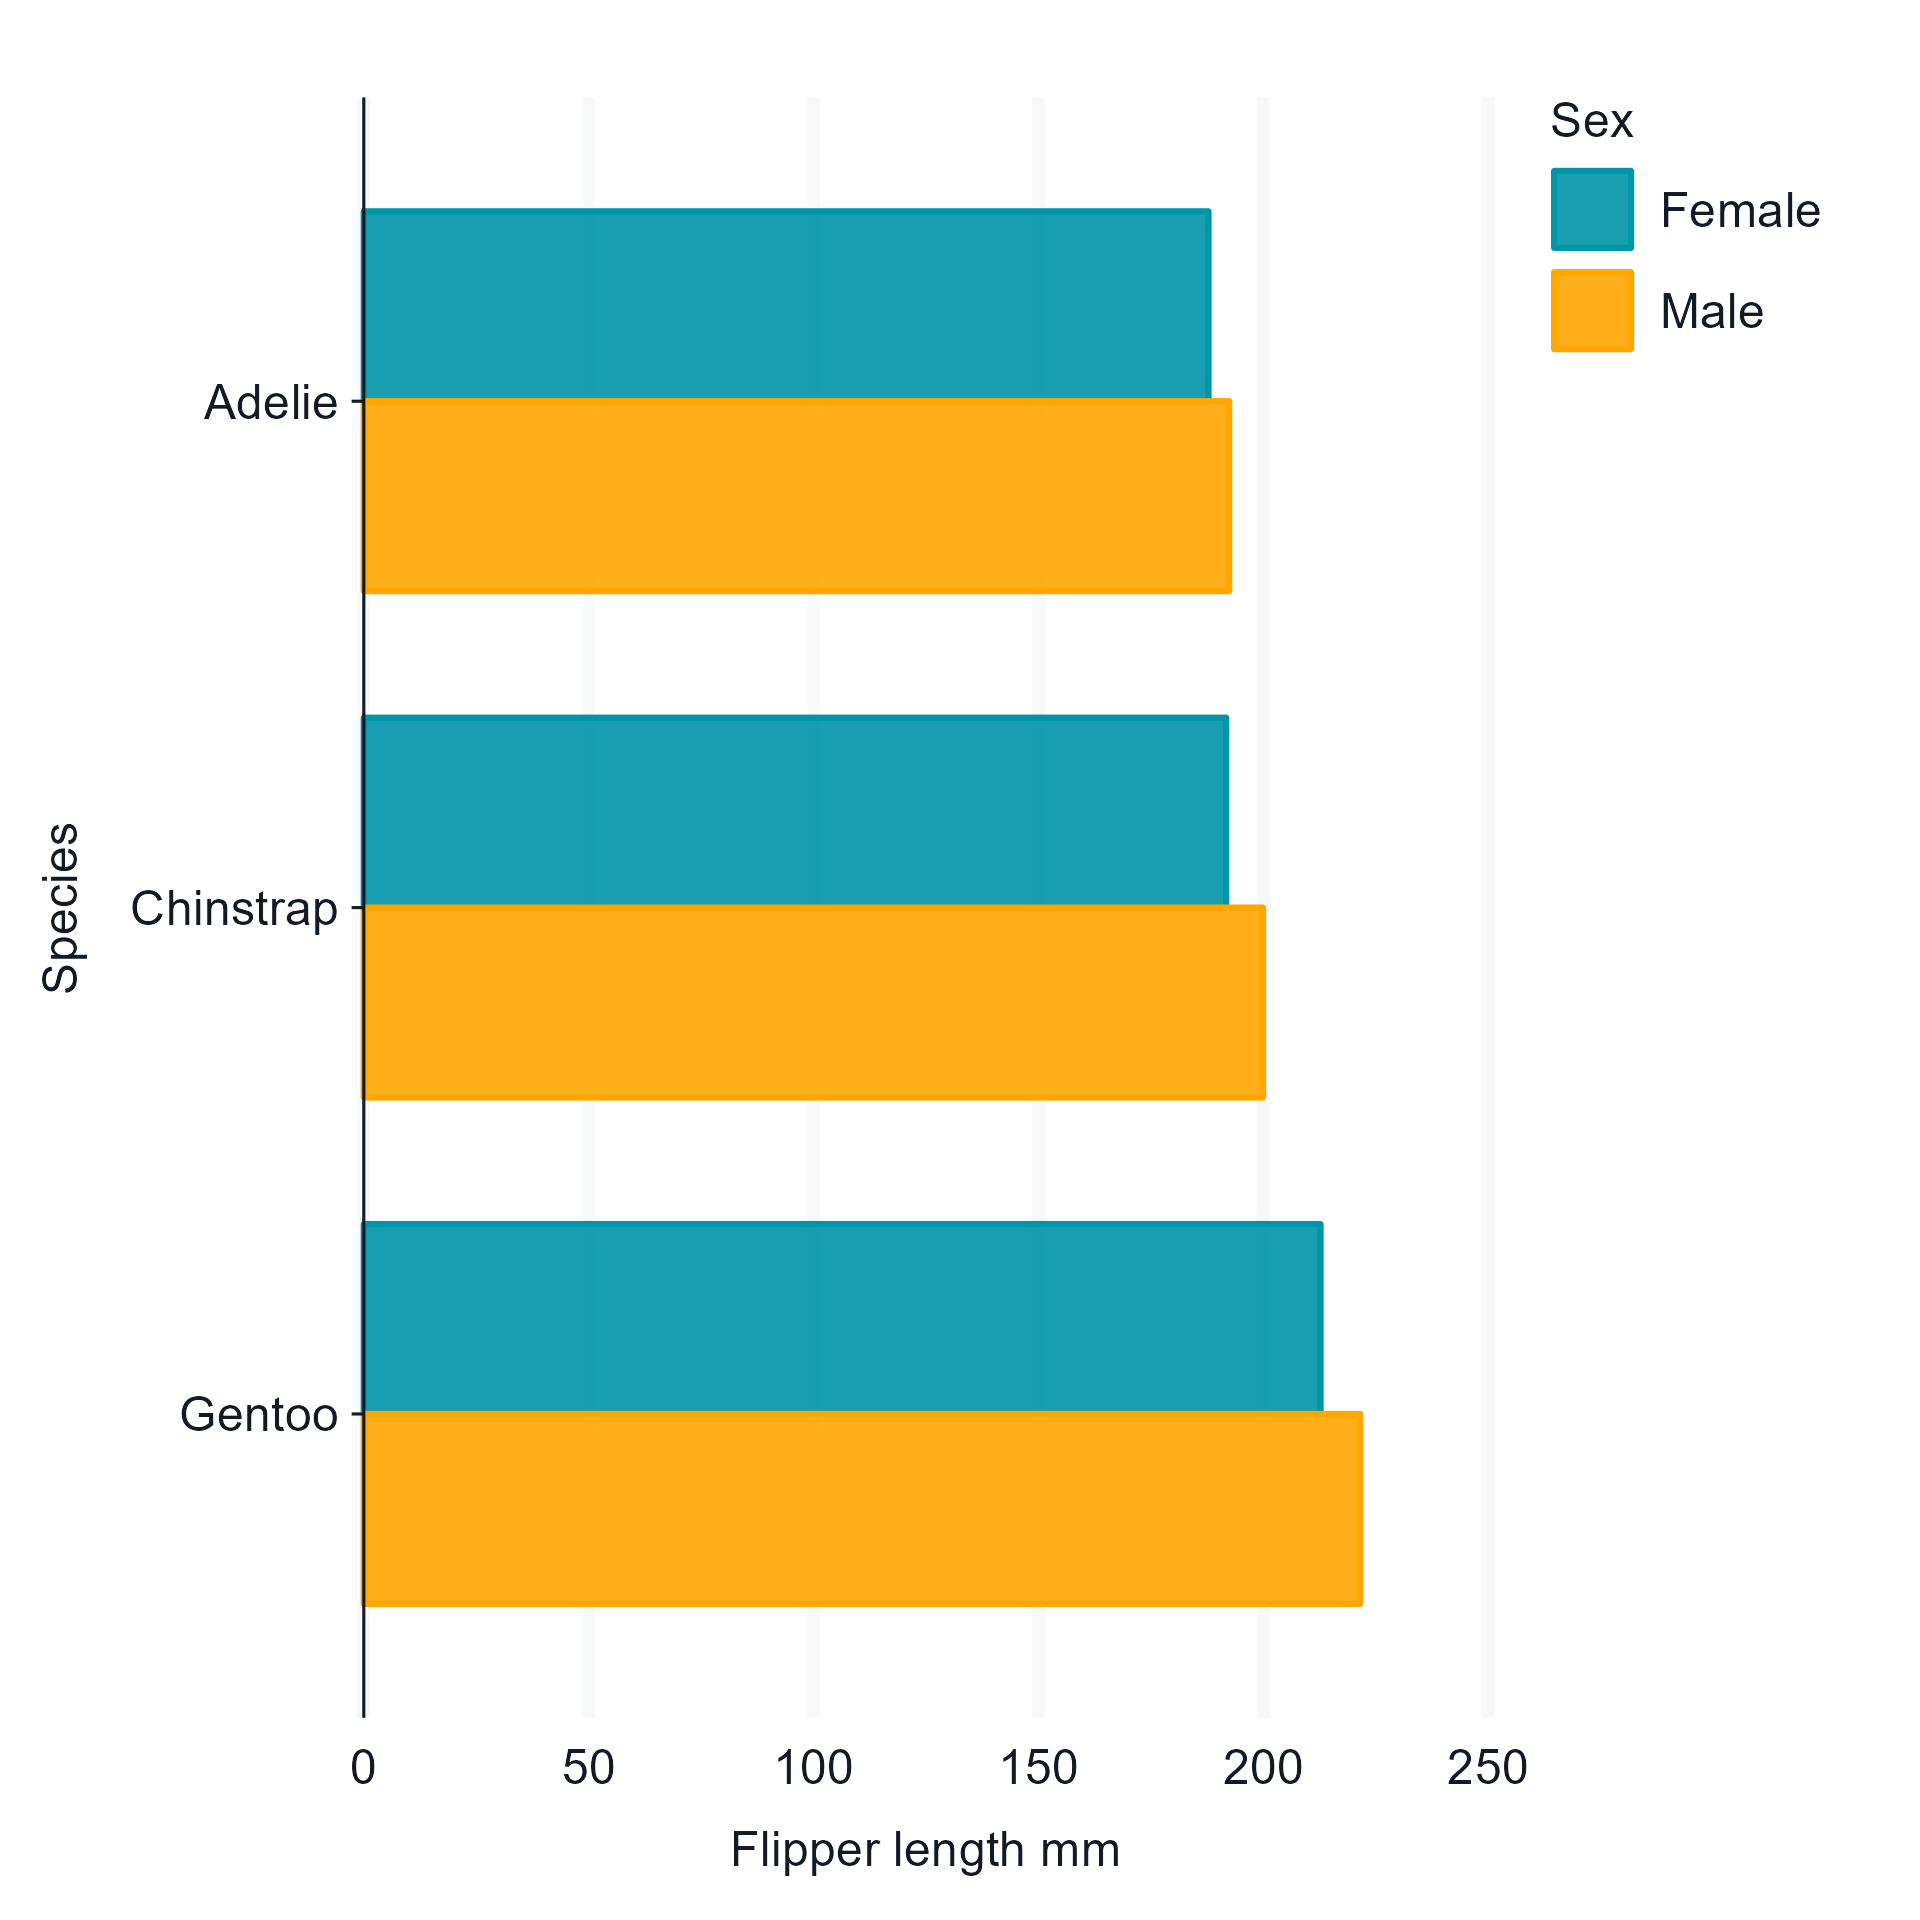 Sex
Female
Male
Species
Adelie
Chinstrap
Gentoo
0 50 100 150 200 250
Flipper length mm